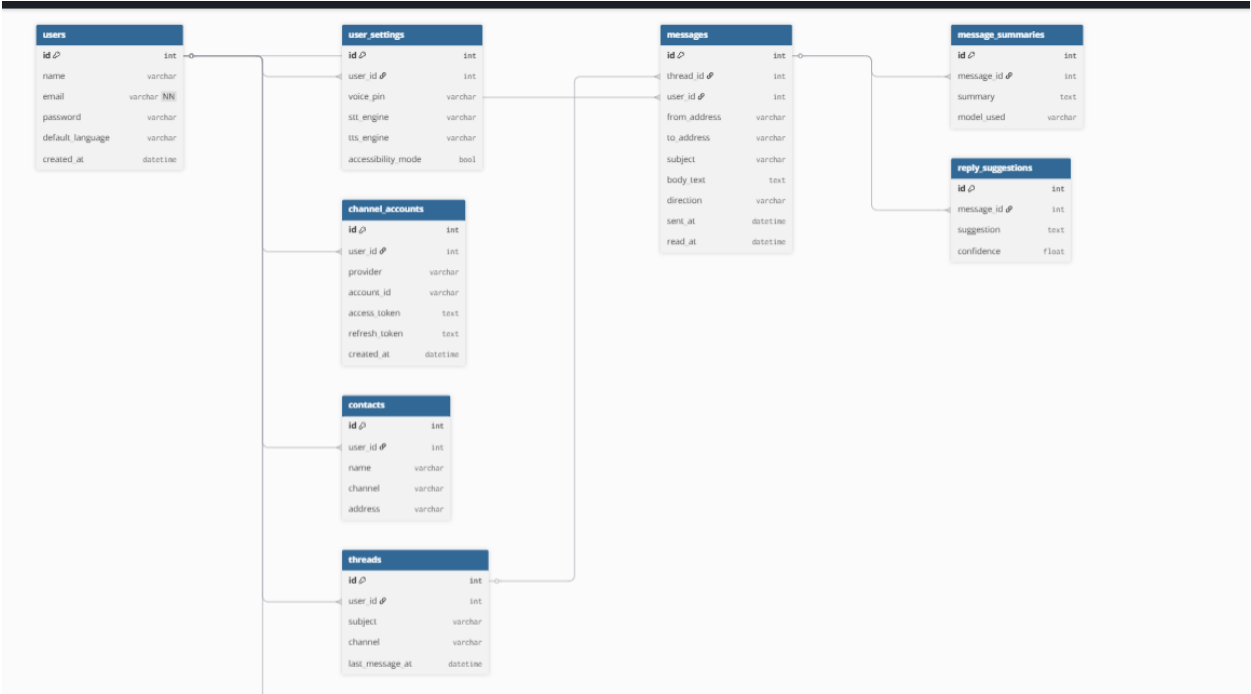 users
id int
name varchar
email varchar NN
password varchar
default_language varchar
created_at datetime
user_settings
id int
user_id int
voice_pin varchar
stt_engine varchar
tts_engine varchar
accessibility_mode bool
channel_accounts
id int
user_id int
provider varchar
account_id varchar
access_token text
refresh_token text
created_at datetime
contacts
id int
user_id int
name varchar
channel varchar
address varchar
threads
id int
user_id int
subject varchar
channel varchar
last_message_at datetime
messages
id int
thread_id int
user_id int
from_address varchar
to_address varchar
subject varchar
body_text text
direction varchar
sent_at datetime
read_at datetime
message_summaries
id int
message_id int
summary text
model_used varchar
reply_suggestions
id int
message_id int
suggestion text
confidence float